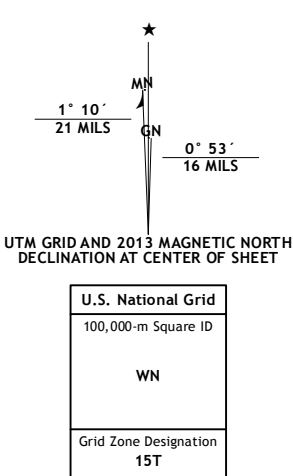 MN
1° 10´
21 MILS
GN
0° 53´
16 MILS
UTM GRID AND 2013 MAGNETIC NORTH
DECLINATION AT CENTER OF SHEET
U.S. National Grid
100,000-m Square ID
WN
Grid Zone Designation
15T